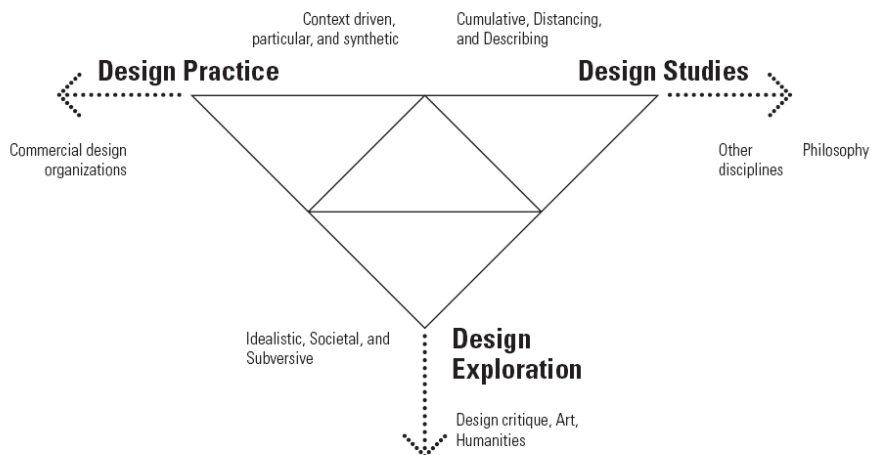 Context driven,
particular, and synthetic
Cumulative, Distancing,
and Describing
Design Practice
Design Studies
Commercial design
organizations
Other
disciplines
Philosophy
Idealistic, Societal, and
Subversive
Design
Exploration
Design critique, Art,
Humanities